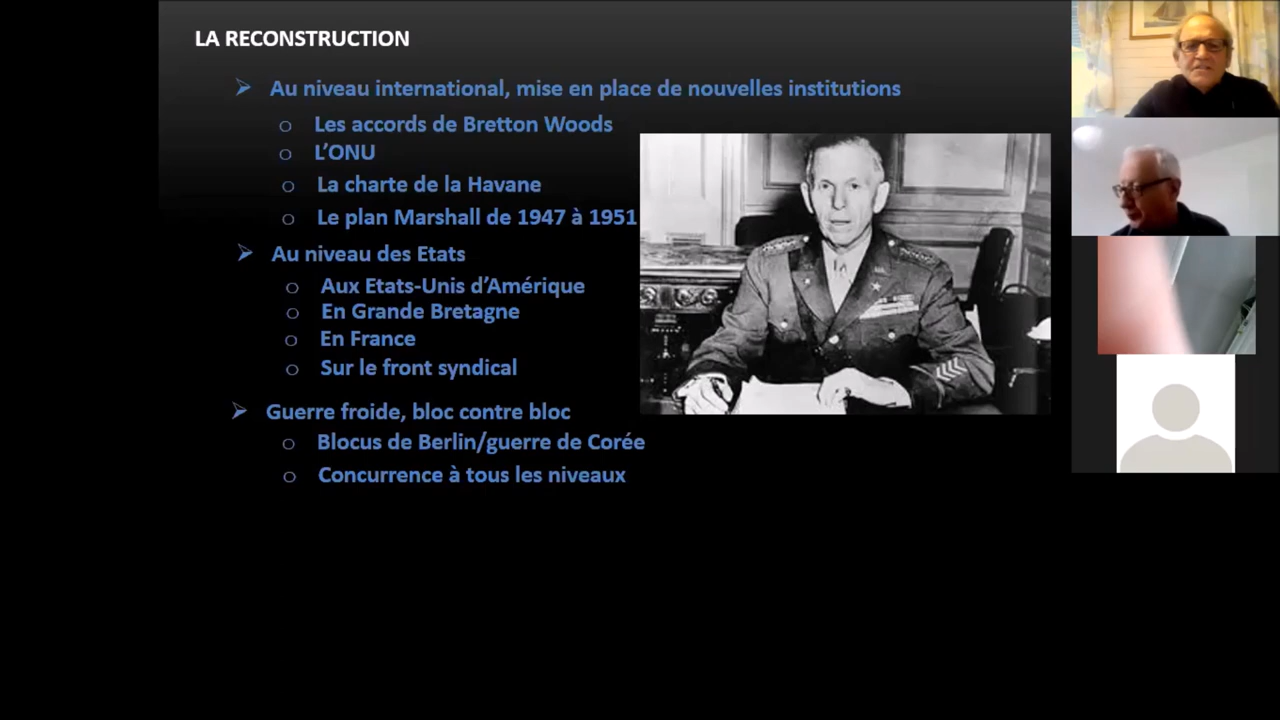 LA RECONSTRUCTION
Au niveau international, mise en place de nouvelles institutions
Les accords de Bretton Woods
L'ONU
La charte de la Havane
Le plan Marshall de 1947 à 1951
Au niveau des Etats
Aux Etats-Unis d'Amérique
En Grande Bretagne
En France
Sur le front syndical
Guerre froide, bloc contre bloc
Blocus de Berlin/guerre de Corée
Concurrence à tous les niveaux